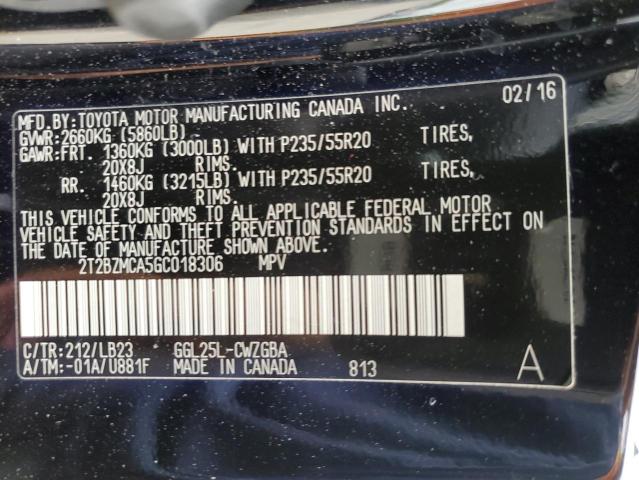 MFD.BY:TOYOTA MOTOR MANUFACTURING CANADA INC. 02/16
GVWR:2660KG (5860LB)
GAWR:FRT. 1360KG (3000LB) WITH P235/55R20 TIRES,
20X8J RIMS.
RR. 1460KG (3215LB) WITH P235/55R20 TIRES,
20X8J RIMS.
THIS VEHICLE CONFORMS TO ALL APPLICABLE FEDERAL MOTOR
VEHICLE SAFETY AND THEFT PREVENTION STANDARDS IN EFFECT ON
THE DATE OF MANUFACTURE SHOWN ABOVE.
2T2BZMCA5GC018306 MPV
C/TR:212/LB23 GGL25L-CWZGBA
A/TM:-01A/U881F MADE IN CANADA 813 A